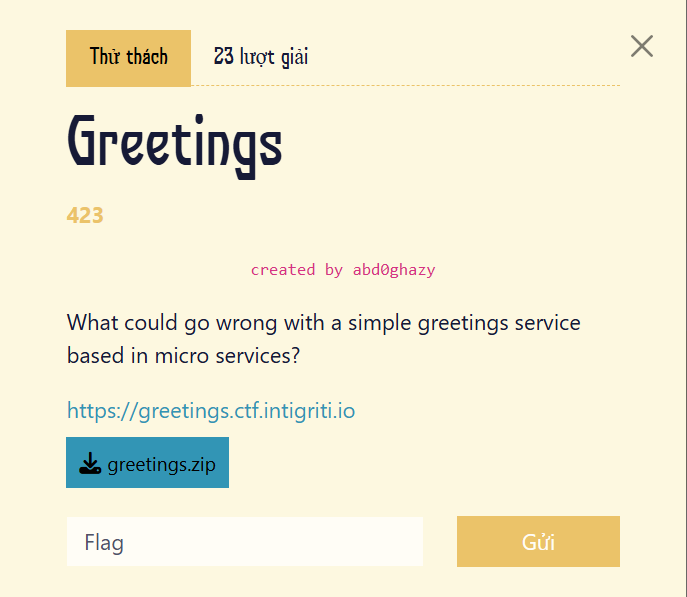 Thử thách
23 lượt giải
Greetings
423
created by abd0ghazy
What could go wrong with a simple greetings service
based in micro services?
https://greetings.ctf.intigriti.io
greetings.zip
Flag
Gửi